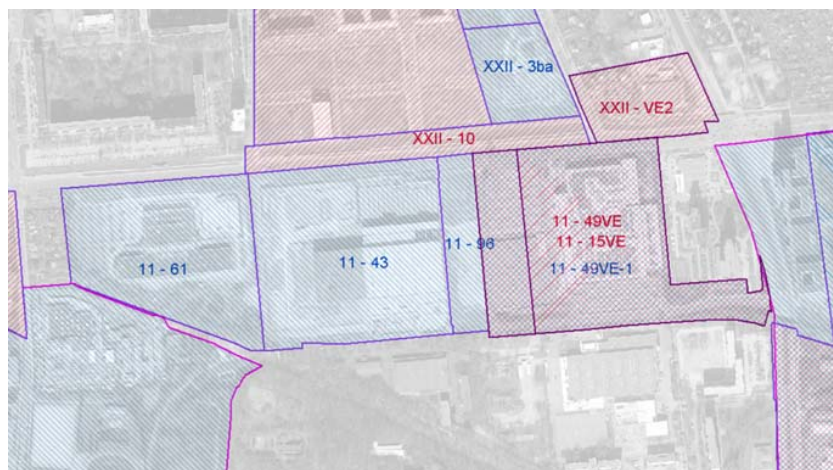 XXII - 3ba
XXII - VE2
XXII - 10
11 - 49VE
11 - 15VE
11 - 96
11 - 43
11 - 61
11 - 49VE-1